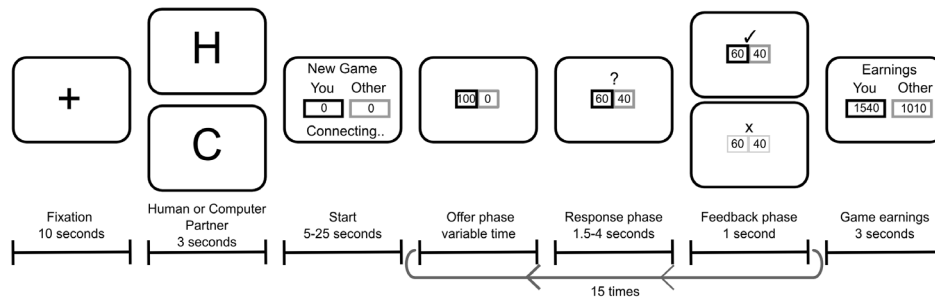 +
H
C
New Game
You Other
0 0
Connecting..
100 0
?
60 40
✓
60 40
x
60 40
Earnings
You Other
1540 1010
Fixation
10 seconds
Human or Computer
Partner
3 seconds
Start
5-25 seconds
Offer phase
variable time
Response phase
1.5-4 seconds
Feedback phase
1 second
Game earnings
3 seconds
15 times